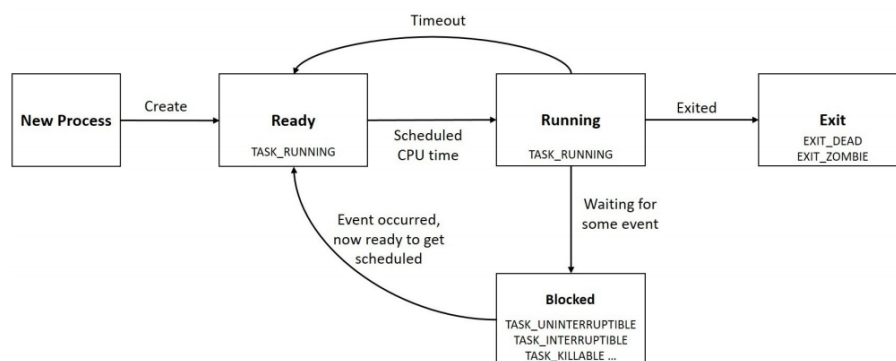 Timeout
New Process
Create
Ready
TASK_RUNNING
Scheduled
CPU time
Running
TASK_RUNNING
Exited
Exit
EXIT_DEAD
EXIT_ZOMBIE
Event occurred,
now ready to get
scheduled
Waiting for
some event
Blocked
TASK_UNINTERRUPTIBLE
TASK_INTERRUPTIBLE
TASK_KILLABLE ...